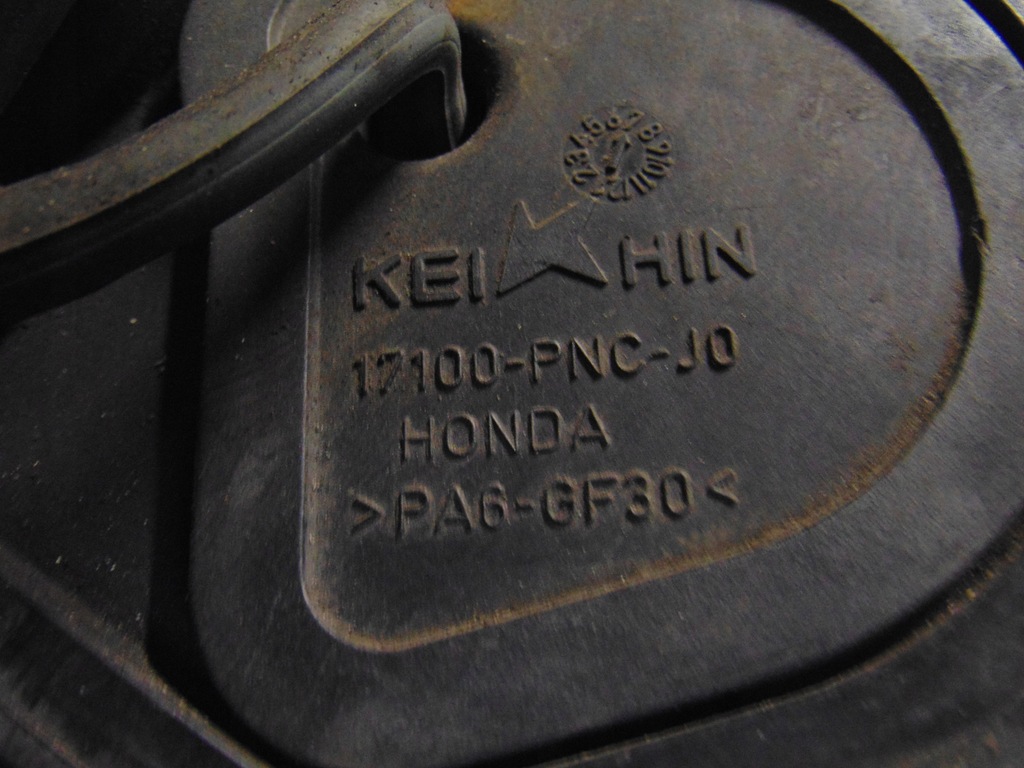 KEIHIN
17100-PNC-J0
HONDA
>PA6-GF30<